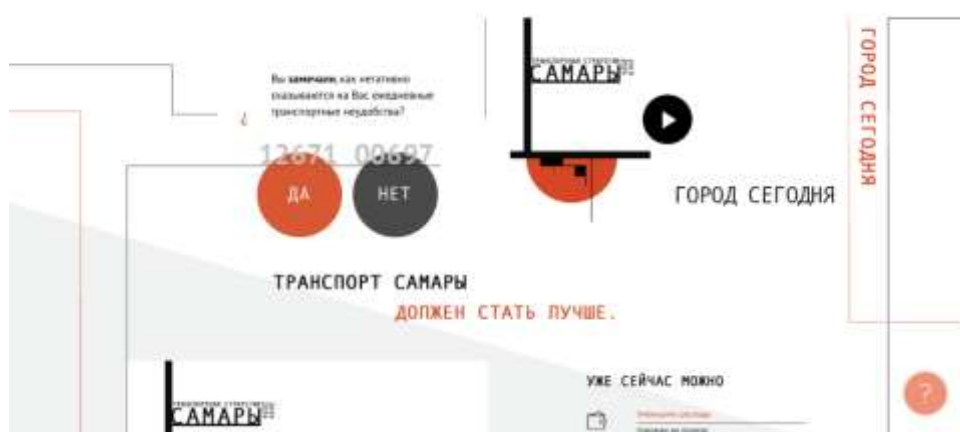 Вы замечали, как негативно
сказываются на Вас ежедневные
транспортные неудобства?
12671 00697
ДА НЕТ
САМАРЫ
ГОРОД СЕГОДНЯ
ГОРОД СЕГОДНЯ
ТРАНСПОРТ САМАРЫ
ДОЛЖЕН СТАТЬ ЛУЧШЕ.
САМАРЫ
УЖЕ СЕЙЧАС МОЖНО
?